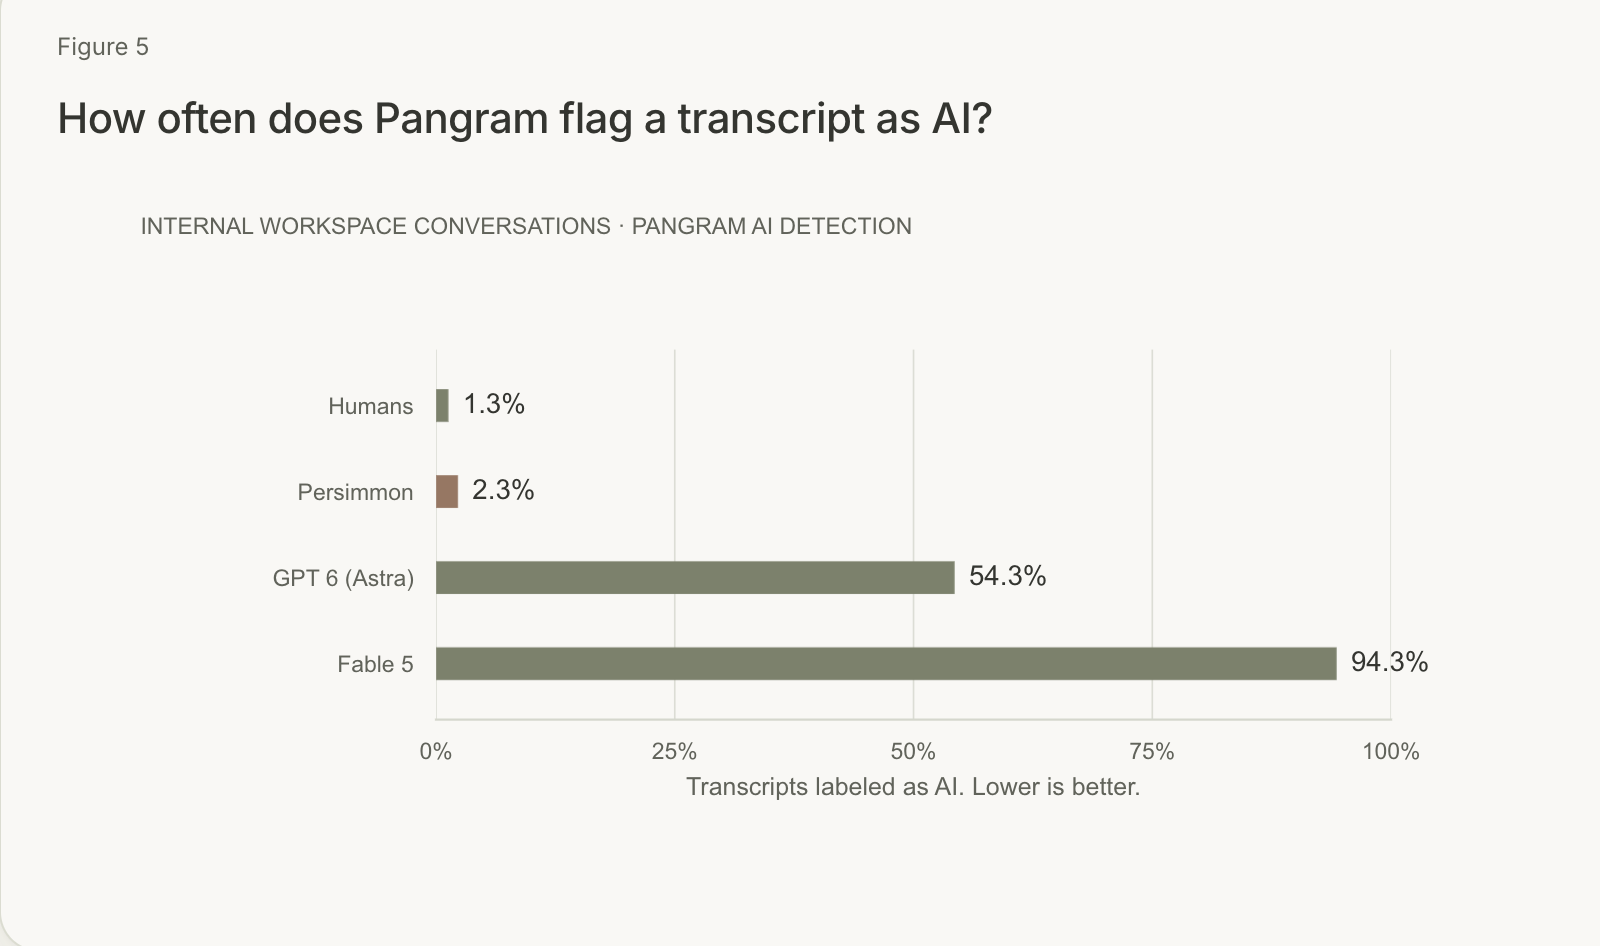 Figure 5
How often does Pangram flag a transcript as AI?
INTERNAL WORKSPACE CONVERSATIONS · PANGRAM AI DETECTION
Humans 1.3%
Persimmon 2.3%
GPT 6 (Astra) 54.3%
Fable 5 94.3%
0% 25% 50% 75% 100%
Transcripts labeled as AI. Lower is better.